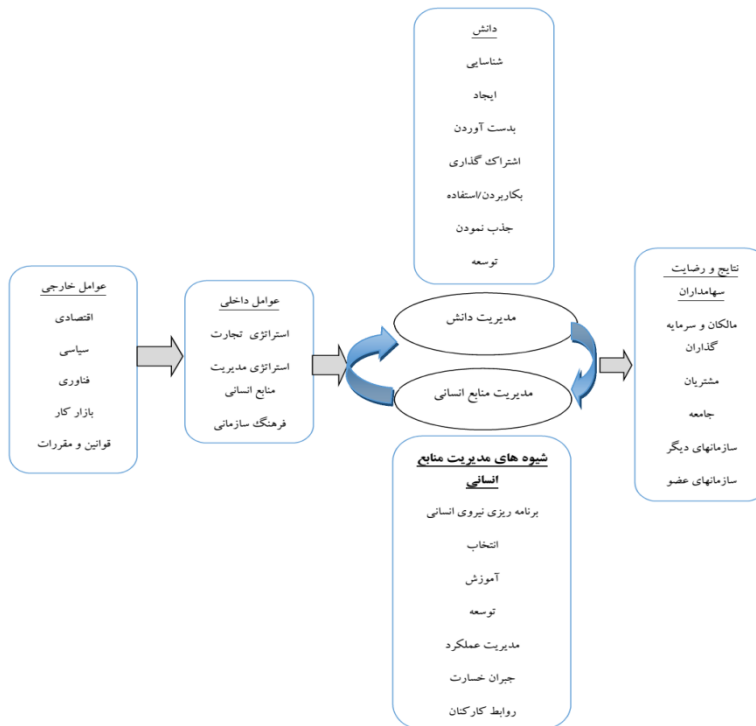 دانش
شناسایی
ایجاد
بدست آوردن
اشتراک گذاری
بکاربردن/استفاده
جذب نمودن
توسعه
عوامل خارجی
اقتصادی
سیاسی
فناوری
بازار کار
قوانین و مقررات
عوامل داخلی
استراتژی تجارت
استراتژی مدیریت
منابع انسانی
فرهنگ سازمانی
مدیریت دانش
مدیریت منابع انسانی
نتایج و رضایت
سهامداران
مالکان و سرمایه
گذاران
مشتریان
جامعه
سازمانهای دیگر
سازمانهای عضو
شیوه های مدیریت منابع
انسانی
برنامه ریزی نیروی انسانی
انتخاب
آموزش
توسعه
مدیریت عملکرد
جبران خسارت
روابط کارکنان